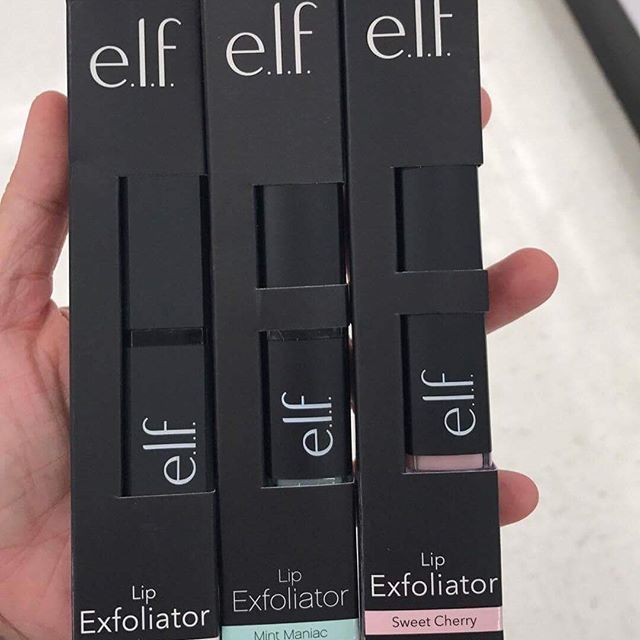 e.l.f.
e.l.f.
Lip
Exfoliator
e.l.f.
e.l.f.
Lip
Exfoliator
Mint Maniac
e.l.f.
e.l.f.
Lip
Exfoliator
Sweet Cherry